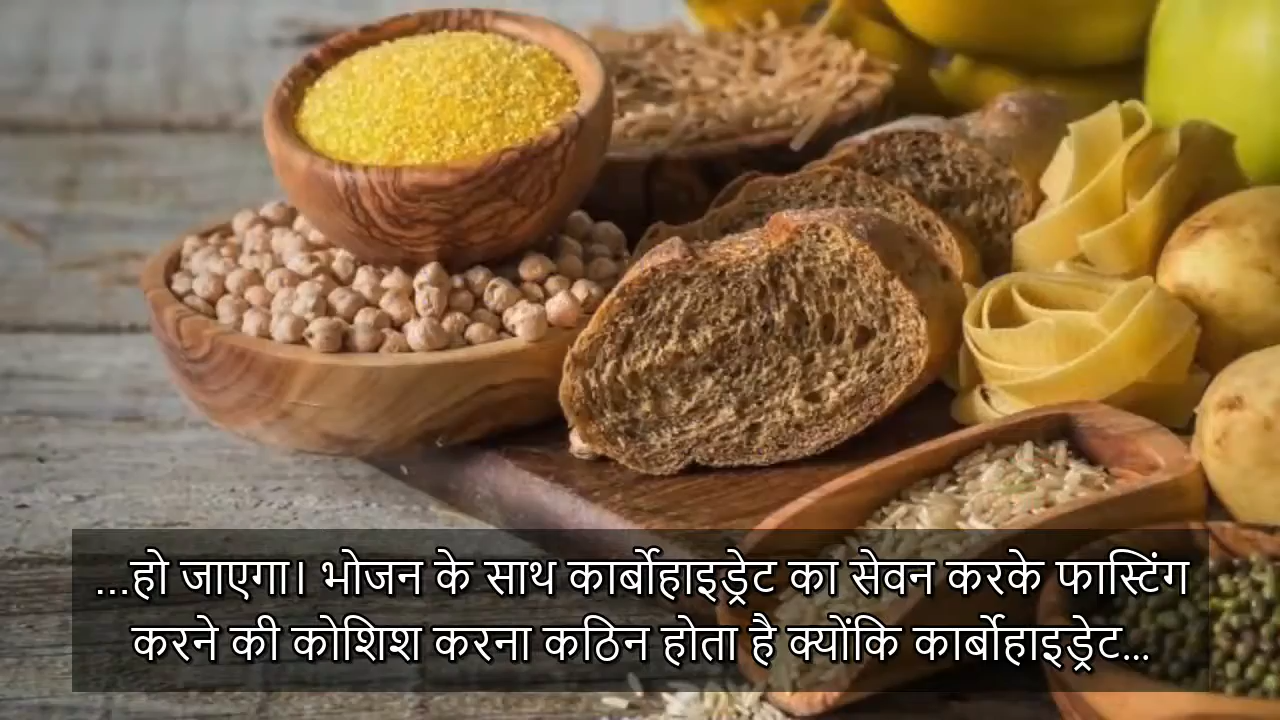 ...हो जाएगा। भोजन के साथ कार्बोहाइड्रेट का सेवन करके फास्टिंग
करने की कोशिश करना कठिन होता है क्योंकि कार्बोहाइड्रेट...